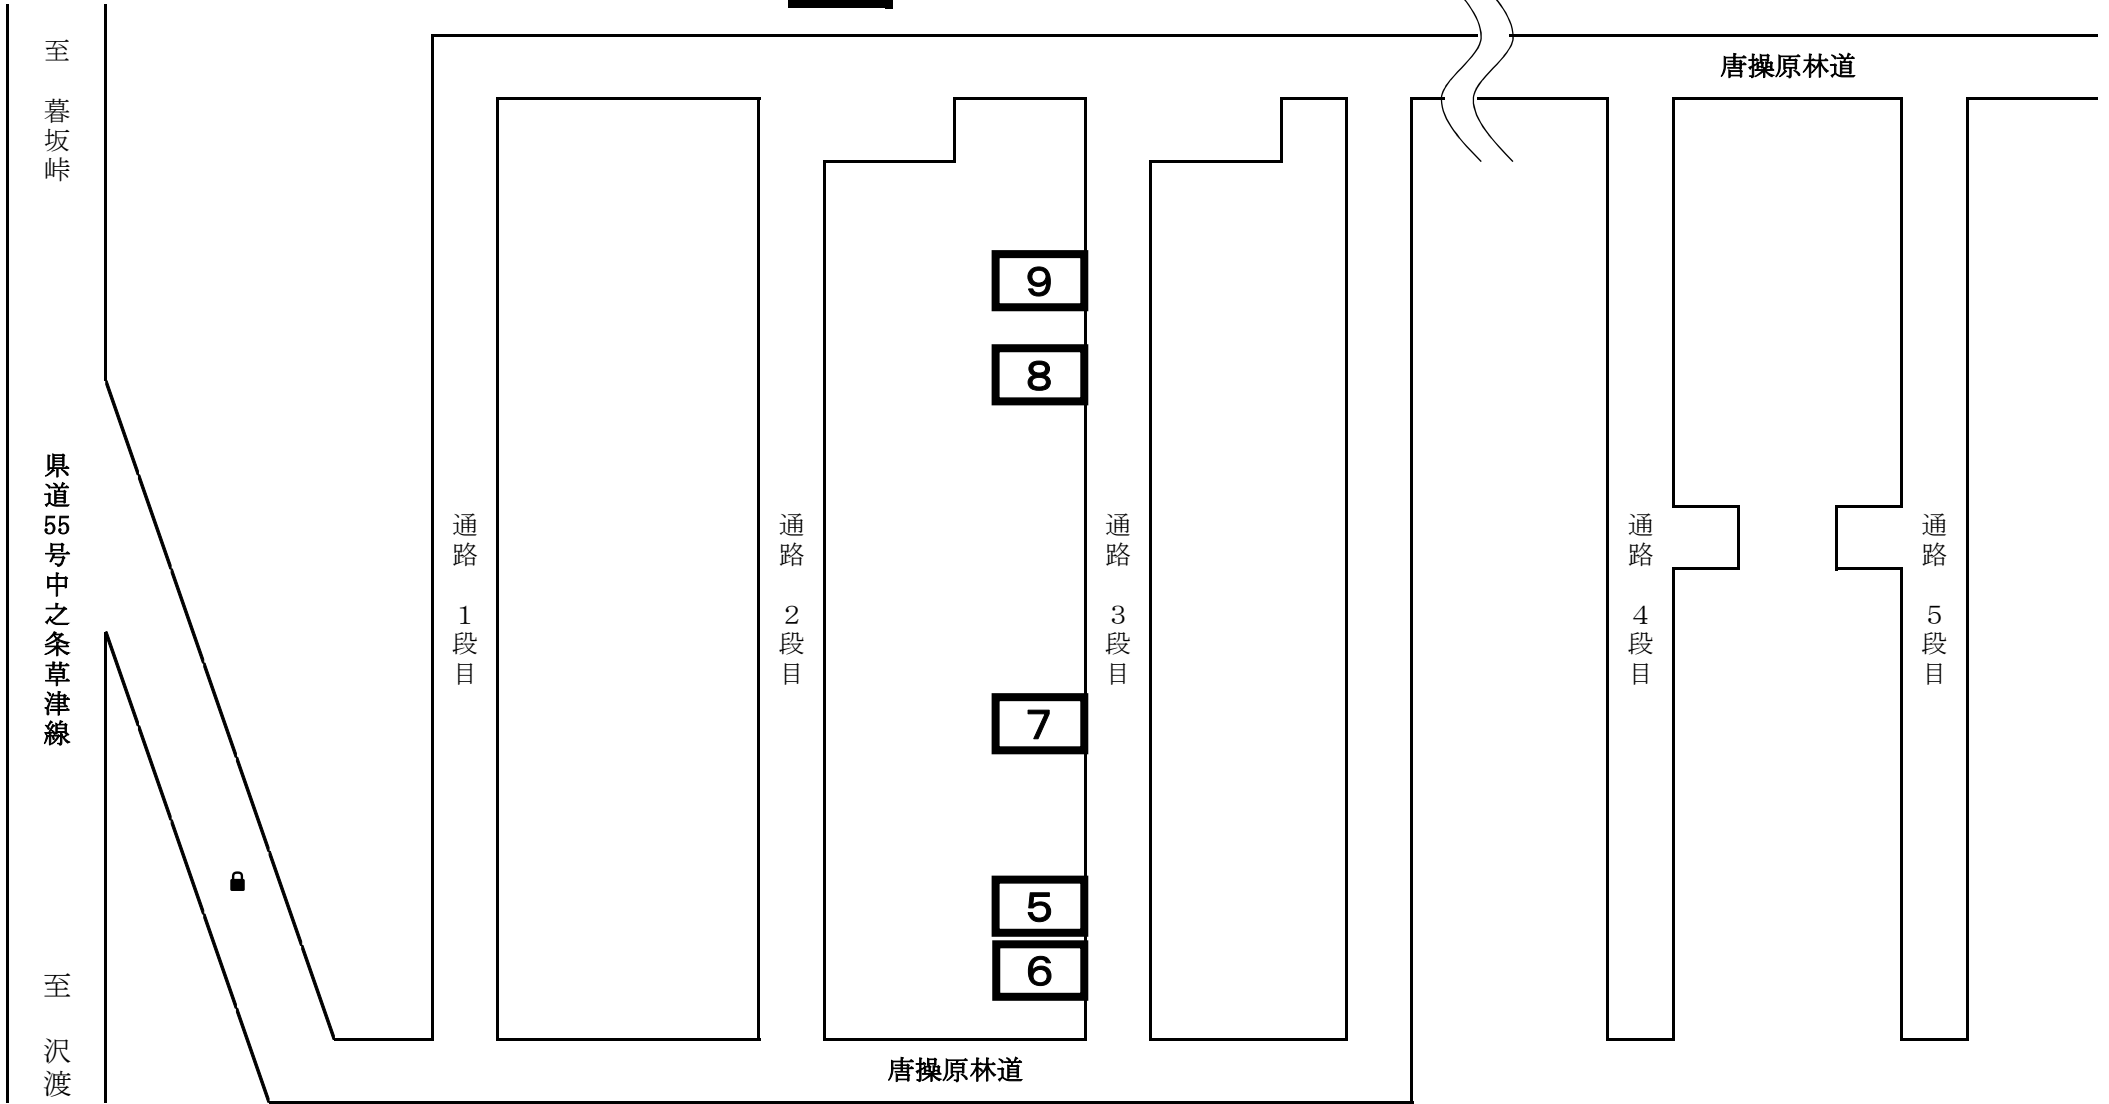 至 暮坂峠
県道55号中之条草津線
至 沢渡
通路 1段目
通路 2段目
9
8
7
5
6
通路 3段目
唐操原林道
唐操原林道
通路 4段目
通路 5段目